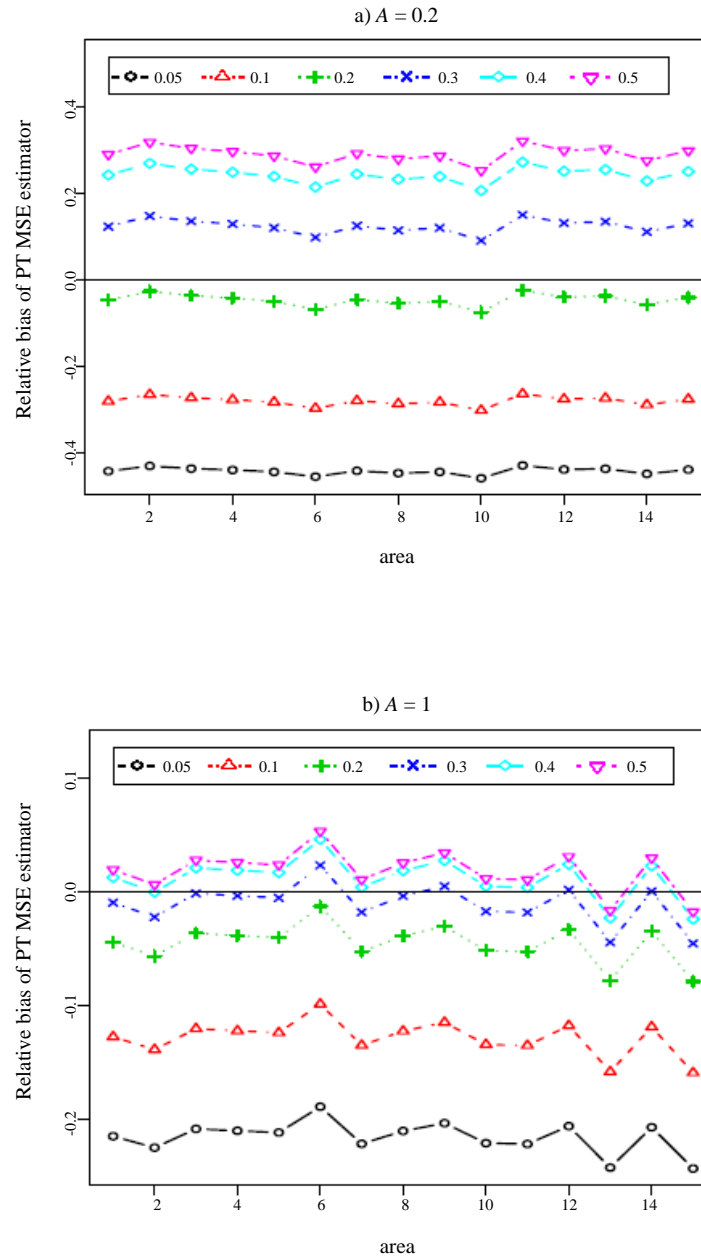 a) A = 0.2
0.05 0.1 0.2 0.3 0.4 0.5
Relative bias of PT MSE estimator
0.4
0.2
0.0
-0.2
-0.4
2 4 6 8 10 12 14
area
b) A = 1
0.05 0.1 0.2 0.3 0.4 0.5
Relative bias of PT MSE estimator
0.1
0.0
-0.1
-0.2
2 4 6 8 10 12 14
area